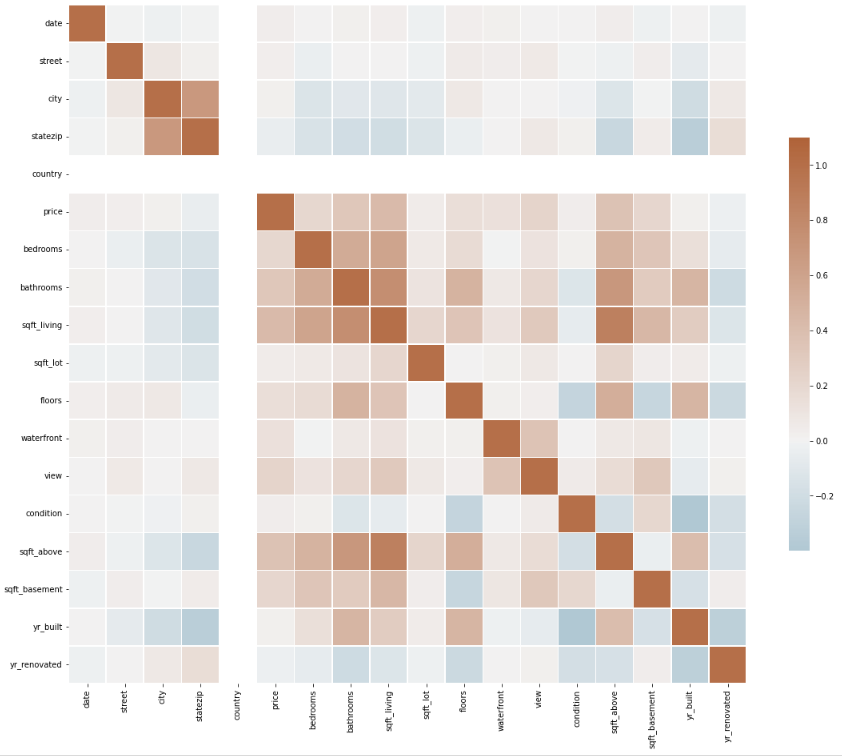 date
street
city
statezip
country
price
bedrooms
bathrooms
sqft_living
sqft_lot
floors
waterfront
view
condition
sqft_above
sqft_basement
yr_built
yr_renovated
1.0
0.8
0.6
0.4
0.2
0.0
−0.2
date
street
city
statezip
country
price
bedrooms
bathrooms
sqft_living
sqft_lot
floors
waterfront
view
condition
sqft_above
sqft_basement
yr_built
yr_renovated